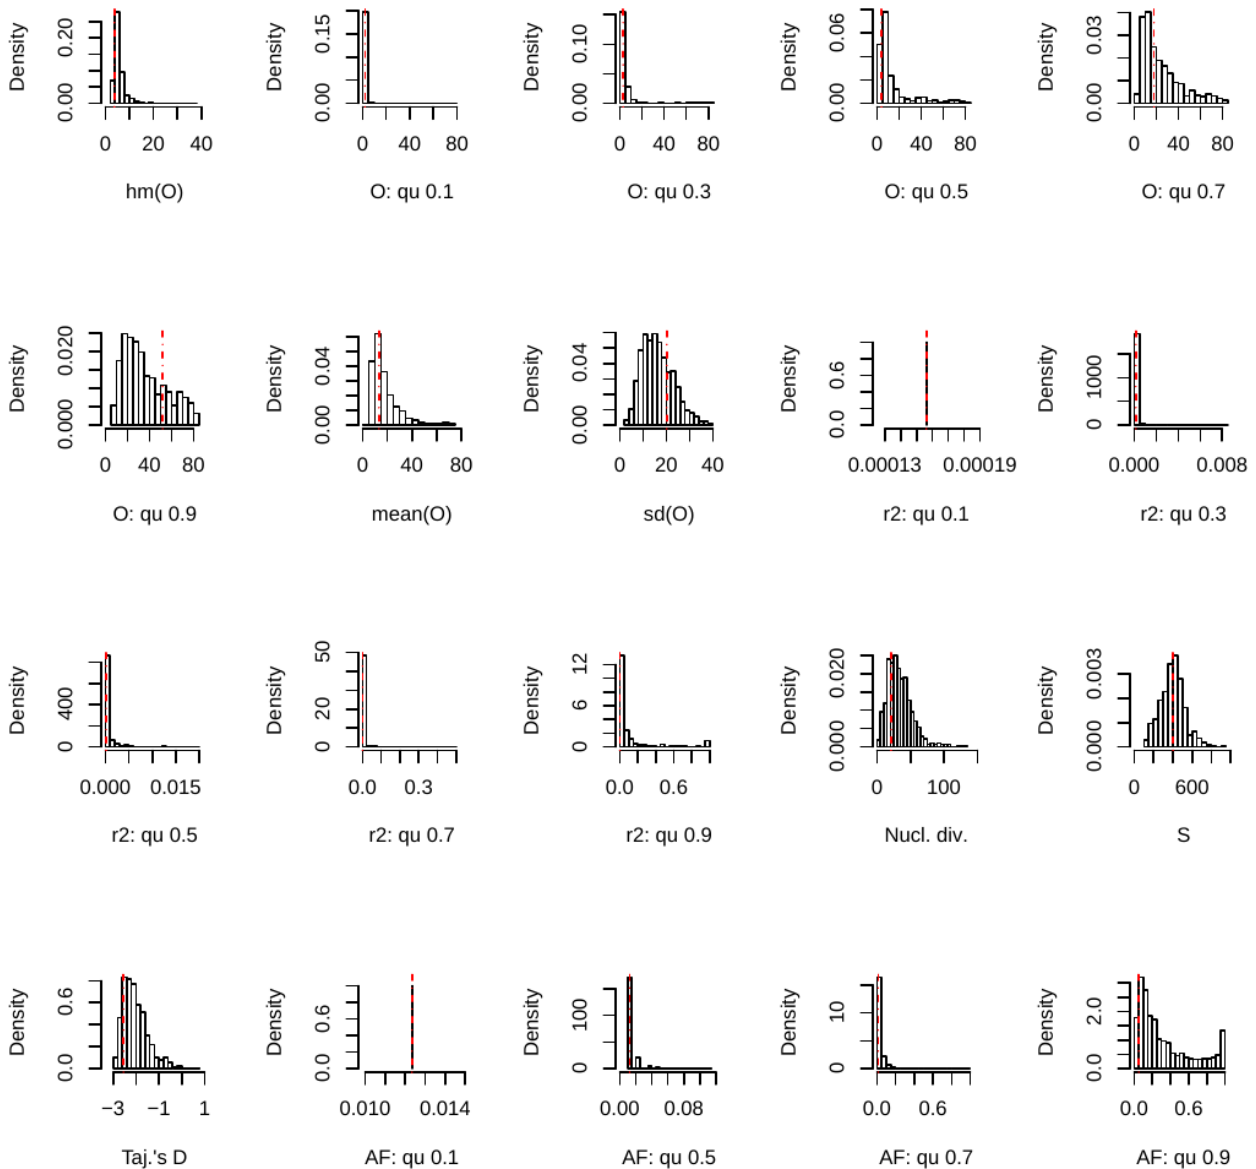 Density 0.00 0.20 0 20 40 hm(O)
Density 0.00 0.15 0 40 80 O: qu 0.1
Density 0.00 0.10 0 40 80 O: qu 0.3
Density 0.00 0.06 0 40 80 O: qu 0.5
Density 0.00 0.03 0 40 80 O: qu 0.7
Density 0.000 0.020 0 40 80 O: qu 0.9
Density 0.00 0.04 0 40 80 mean(O)
Density 0.00 0.04 0 20 40 sd(O)
Density 0.0 0.6 0.00013 0.00019 r2: qu 0.1
Density 0 1000 0.000 0.008 r2: qu 0.3
Density 0 400 0.000 0.015 r2: qu 0.5
Density 0 20 50 0.0 0.3 r2: qu 0.7
Density 0 6 12 0.0 0.6 r2: qu 0.9
Density 0.000 0.020 0 100 Nucl. div.
Density 0.000 0.003 0 600 S
Density 0.0 0.6 −3 −1 1 Taj.'s D
Density 0.0 0.6 0.010 0.014 AF: qu 0.1
Density 0 100 0.00 0.08 AF: qu 0.5
Density 0 10 0.0 0.6 AF: qu 0.7
Density 0.0 2.0 0.0 0.6 AF: qu 0.9